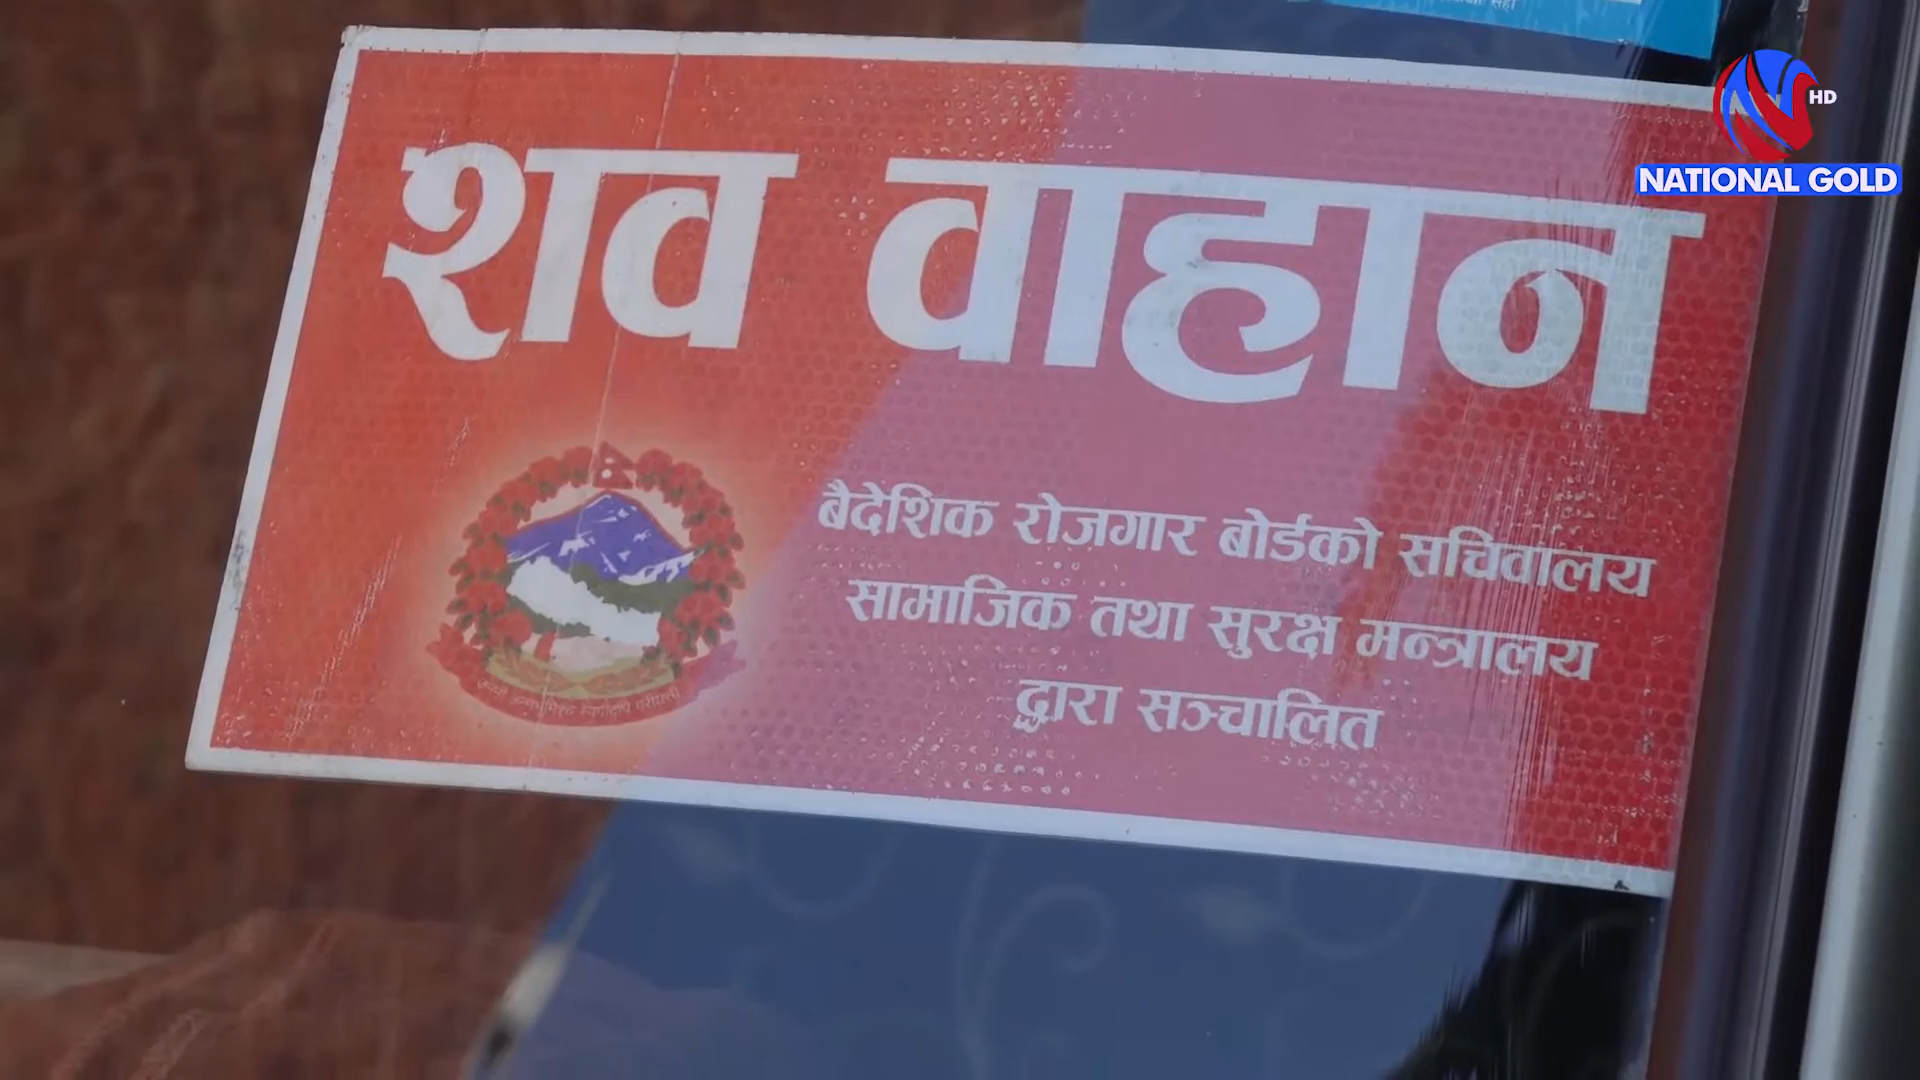 HD
NATIONAL GOLD
शव वाहान
बैदेशिक रोजगार बोर्डको सचिवालय
सामाजिक तथा सुरक्ष मन्त्रालय
द्वारा सञ्चालित